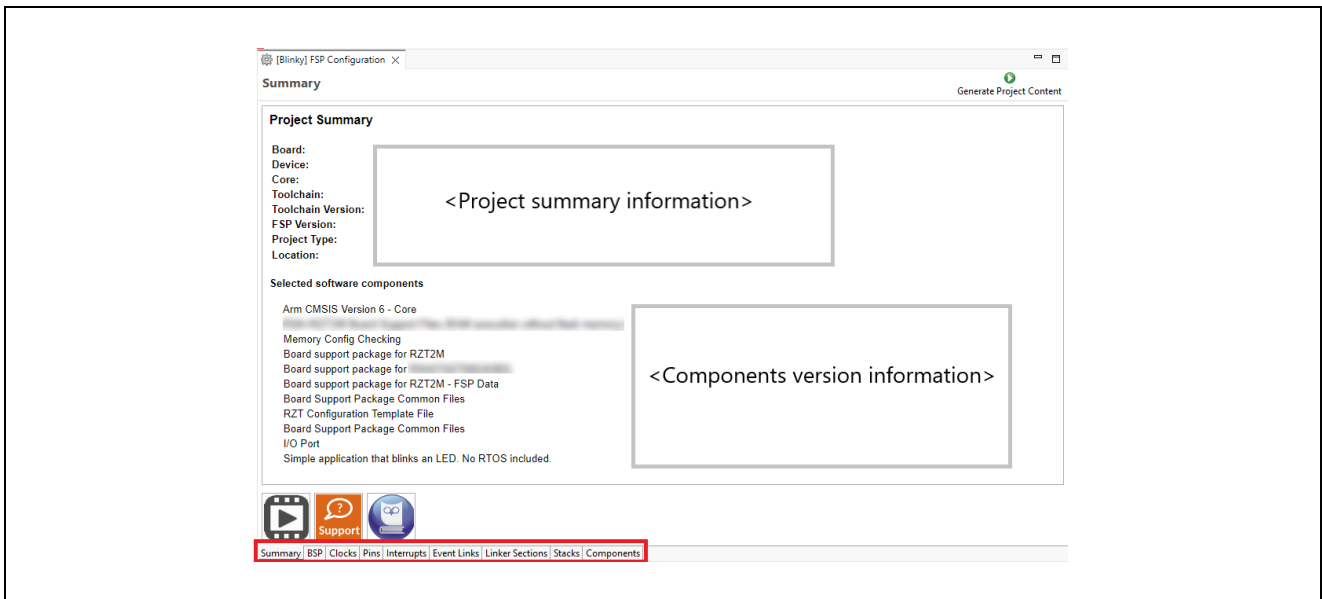 [Blinky] FSP Configuration
Summary
Generate Project Content
Project Summary
Board:
Device:
Core:
Toolchain:
Toolchain Version:
FSP Version:
Project Type:
Location:
<Project summary information>
Selected software components
Arm CMSIS Version 6 - Core
Memory Config Checking
Board support package for RZT2M
Board support package for
Board support package for RZT2M - FSP Data
Board Support Package Common Files
RZT Configuration Template File
Board Support Package Common Files
I/O Port
Simple application that blinks an LED. No RTOS included.
<Components version information>
Support
Summary BSP Clocks Pins Interrupts Event Links Linker Sections Stacks Components